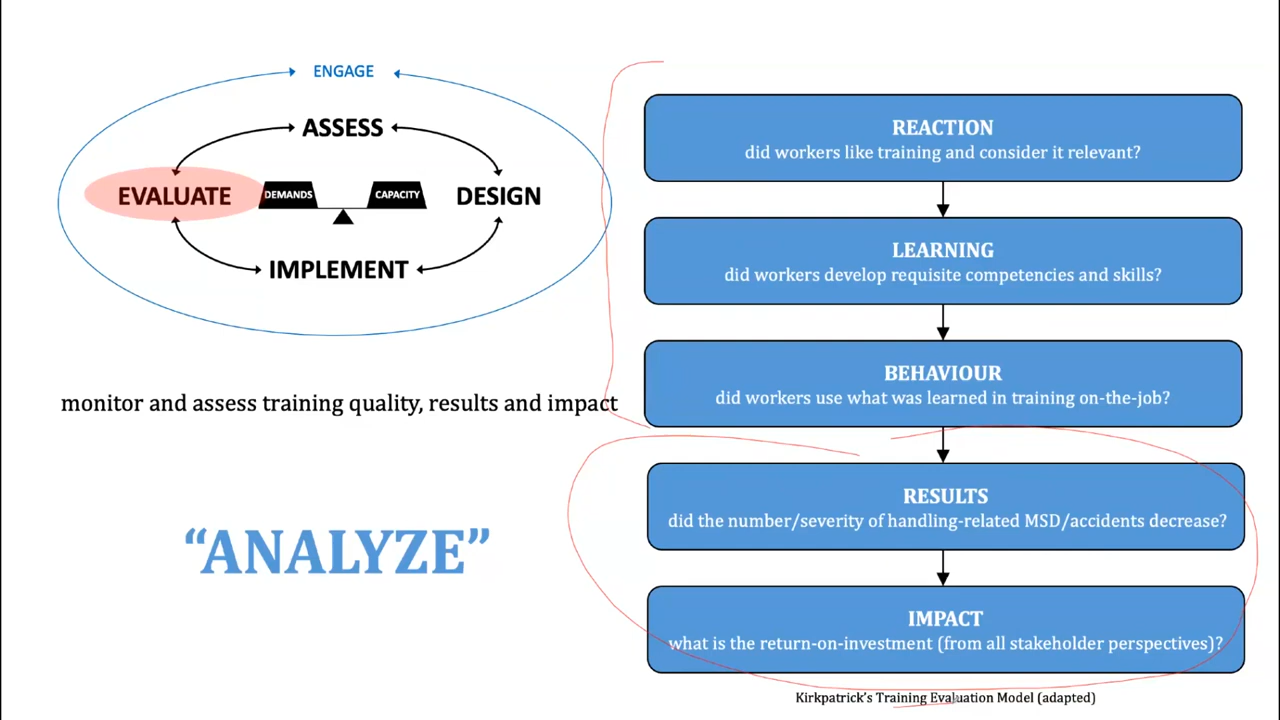 ENGAGE
ASSESS
EVALUATE
DEMANDS
CAPACITY
DESIGN
IMPLEMENT
monitor and assess training quality, results and impact
“ANALYZE”
REACTION
did workers like training and consider it relevant?
LEARNING
did workers develop requisite competencies and skills?
BEHAVIOUR
did workers use what was learned in training on-the-job?
RESULTS
did the number/severity of handling-related MSD/accidents decrease?
IMPACT
what is the return-on-investment (from all stakeholder perspectives)?
Kirkpatrick's Training Evaluation Model (adapted)